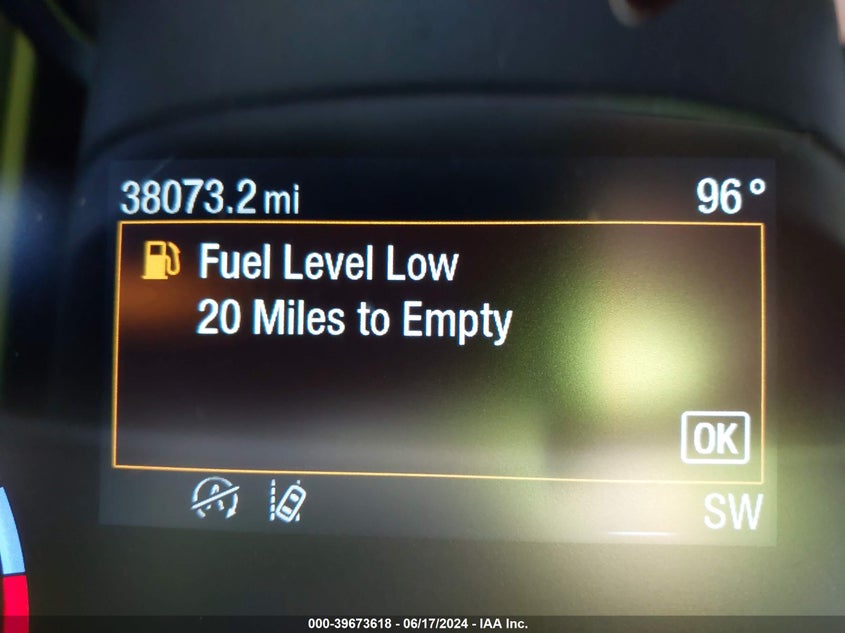 38073.2 mi 96°
Fuel Level Low
20 Miles to Empty
OK
SW
000-39673618 - 06/17/2024 - IAA Inc.